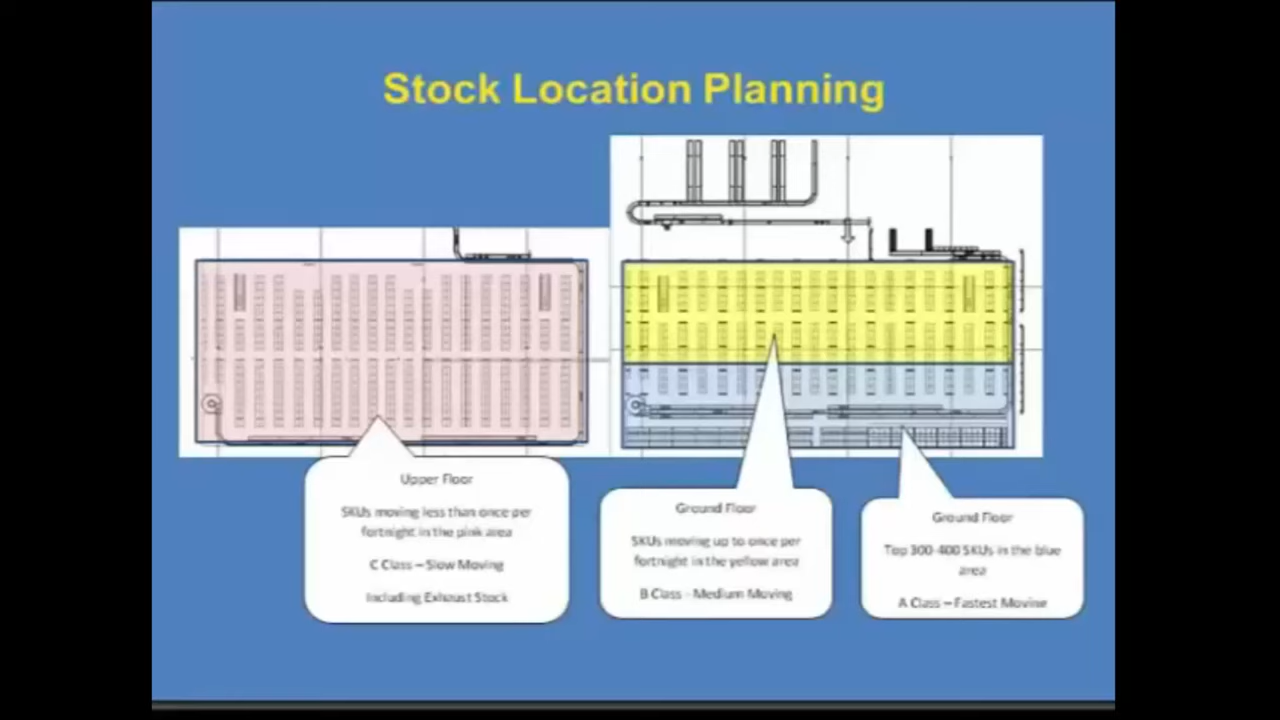 Stock Location Planning
Upper Floor
SKUs moving less than once per
fortnight in the pink area
C Class – Slow Moving
Including Exhaust Stock
Ground Floor
SKUs moving up to once per
fortnight in the yellow area
B Class - Medium Moving
Ground Floor
Top 300-400 SKUs in the blue
area
A Class – Fastest Moving